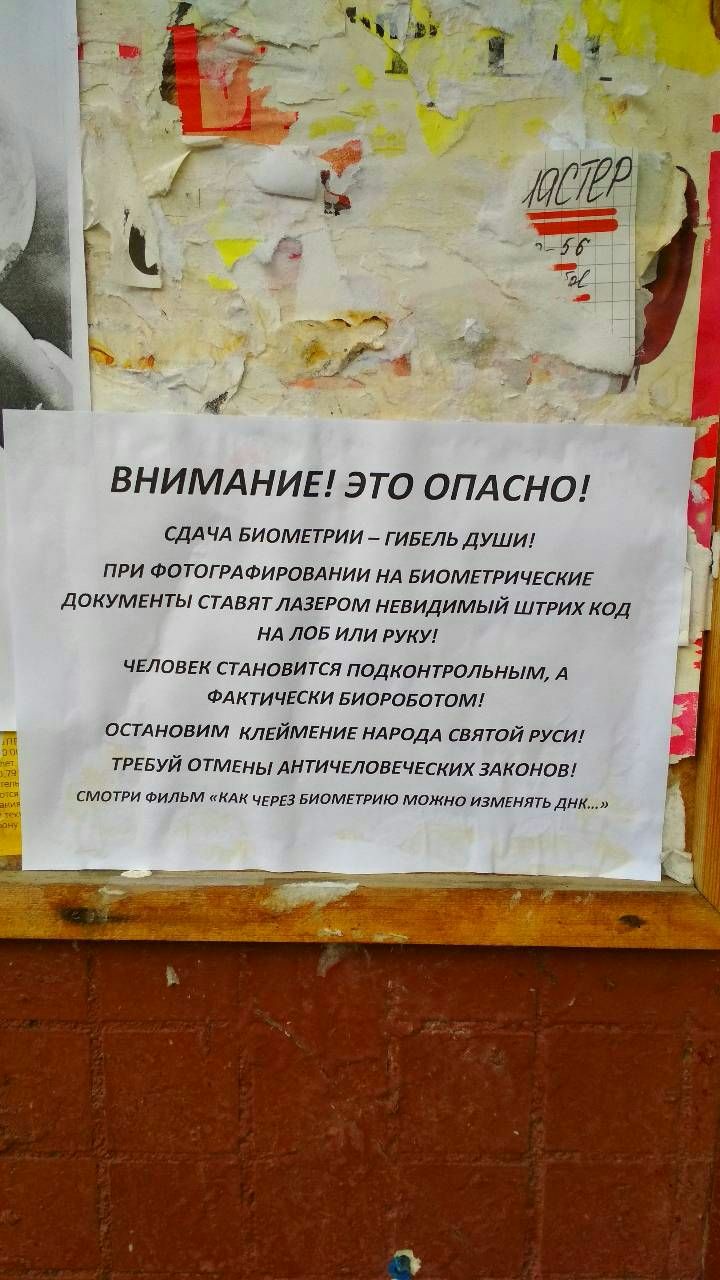 -56
ВНИМАНИЕ! ЭТО ОПАСНО!
СДАЧА БИОМЕТРИИ – ГИБЕЛЬ ДУШИ!
ПРИ ФОТОГРАФИРОВАНИИ НА БИОМЕТРИЧЕСКИЕ
ДОКУМЕНТЫ СТАВЯТ ЛАЗЕРОМ НЕВИДИМЫЙ ШТРИХ КОД
НА ЛОБ ИЛИ РУКУ!
ЧЕЛОВЕК СТАНОВИТСЯ ПОДКОНТРОЛЬНЫМ, А
ФАКТИЧЕСКИ БИОРОБОТОМ!
ОСТАНОВИМ КЛЕЙМЕНИЕ НАРОДА СВЯТОЙ РУСИ!
ТРЕБУЙ ОТМЕНЫ АНТИЧЕЛОВЕЧЕСКИХ ЗАКОНОВ!
СМОТРИ ФИЛЬМ «КАК ЧЕРЕЗ БИОМЕТРИЮ МОЖНО ИЗМЕНЯТЬ ДНК...»